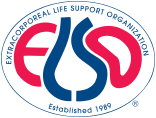 EXTRACORPOREAL LIFE SUPPORT ORGANIZATION
ELSO
Established 1989
®